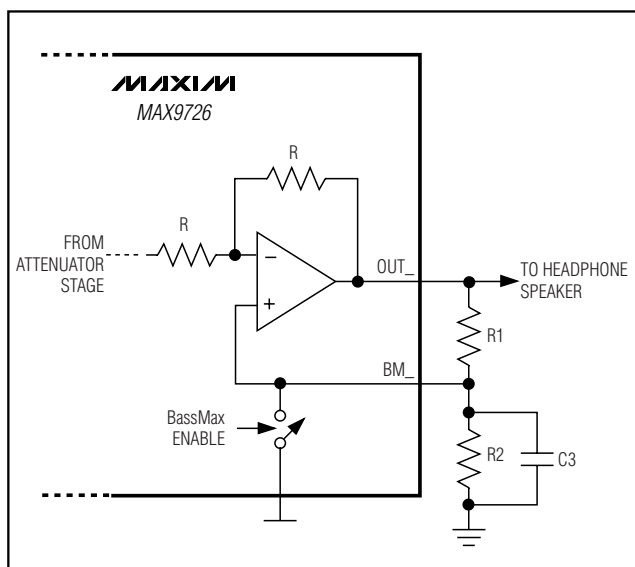 MAXIM
MAX9726
R
R
FROM
ATTENUATOR
STAGE
−
+
OUT_
TO HEADPHONE
SPEAKER
R1
BM_
BassMax
ENABLE
R2
C3